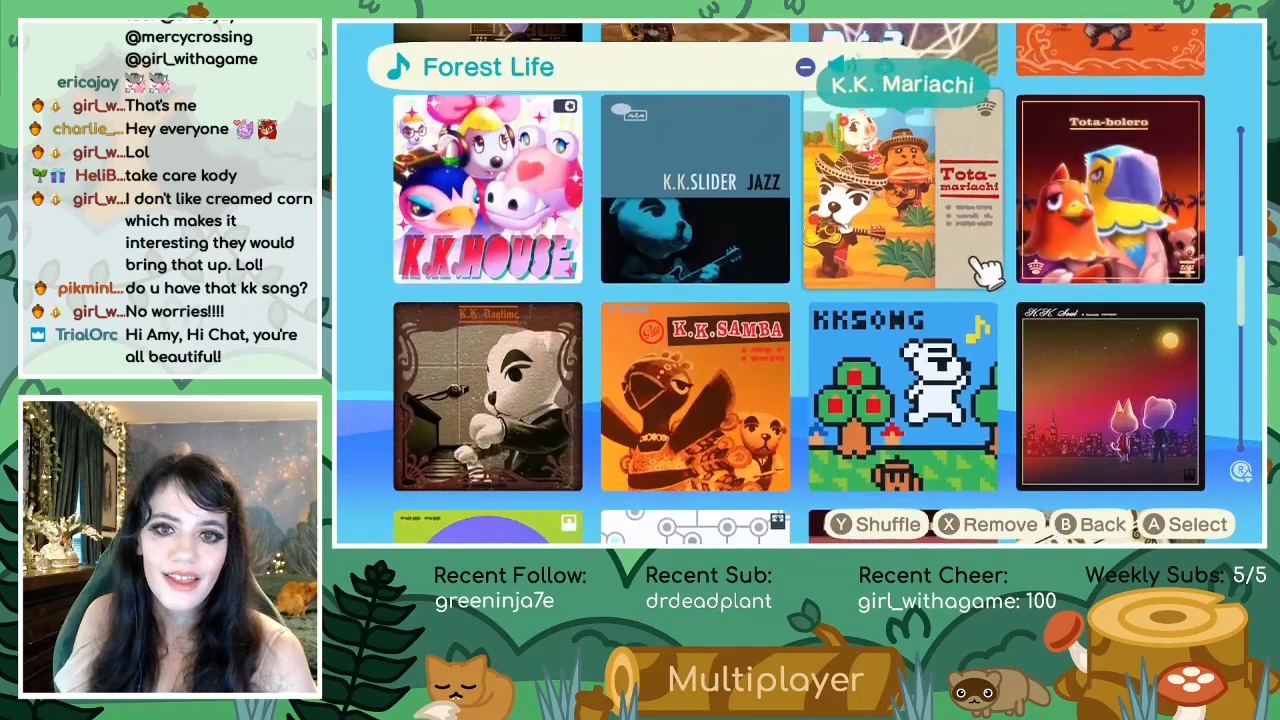 @mercycrossing
@girl_withagame
ericajay
girl_w... That's me
charlie_... Hey everyone
girl_w... Lol
HeliB... take care kody
girl_w... I don't like creamed corn
which makes it
interesting they would
bring that up. Lol!
pikminl... do u have that kk song?
girl_w... No worries!!!!
TrialOrc Hi Amy, Hi Chat, you're
all beautiful!
Forest Life
K.K. Mariachi
K.K.HOUSE
K.K.SLIDER JAZZ
Tota-
mariachi
Tota-bolero
K.K. Ragtime
K.K.SAMBA
KKSONG
K.K. Soul
R
Y Shuffle
X Remove
B Back
A Select
Recent Follow:
greeninja7e
Recent Sub:
drdeadplant
Recent Cheer:
girl_withagame: 100
Weekly Subs: 5/5
Multiplayer